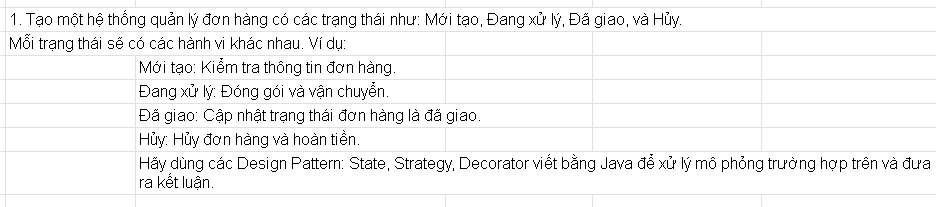 1. Tạo một hệ thống quản lý đơn hàng có các trạng thái như: Mới tạo, Đang xử lý, Đã giao, và Hủy.
Mỗi trạng thái sẽ có các hành vi khác nhau. Ví dụ:
Mới tạo: Kiểm tra thông tin đơn hàng.
Đang xử lý: Đóng gói và vận chuyển.
Đã giao: Cập nhật trạng thái đơn hàng là đã giao.
Hủy: Hủy đơn hàng và hoàn tiền.
Hãy dùng các Design Pattern: State, Strategy, Decorator viết bằng Java để xử lý mô phỏng trường hợp trên và đưa
ra kết luận.